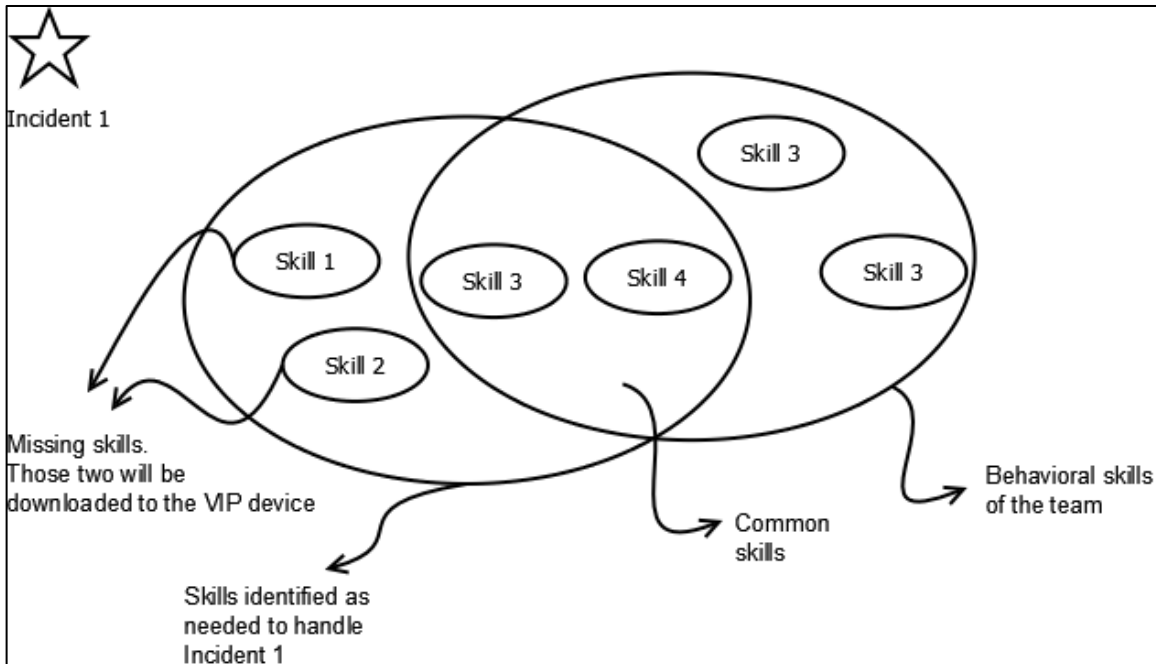 Incident 1
Skill 3
Skill 1
Skill 3
Skill 4
Skill 3
Skill 2
Missing skills.
Those two will be
downloaded to the VIP device
Behavioral skills
of the team
Common
skills
Skills identified as
needed to handle
Incident 1